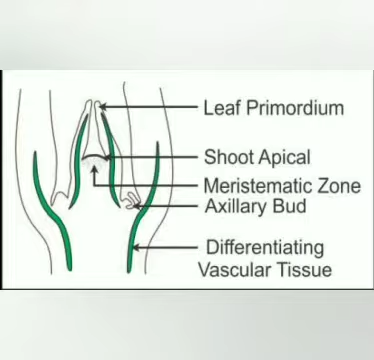 Leaf Primordium
Shoot Apical
Meristematic Zone
Axillary Bud
Differentiating
Vascular Tissue